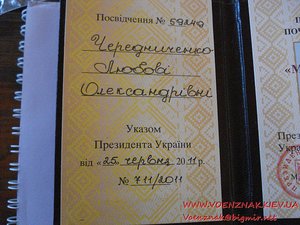 Посвідчення № 59249
Чередниченко
Любові
Олександрівні
Указом
Президента України
від «25» червня 2011 р.
№ 711/2011
WWW.VOENZNAK.KIEV.UA
Voenznak@bigmir.net